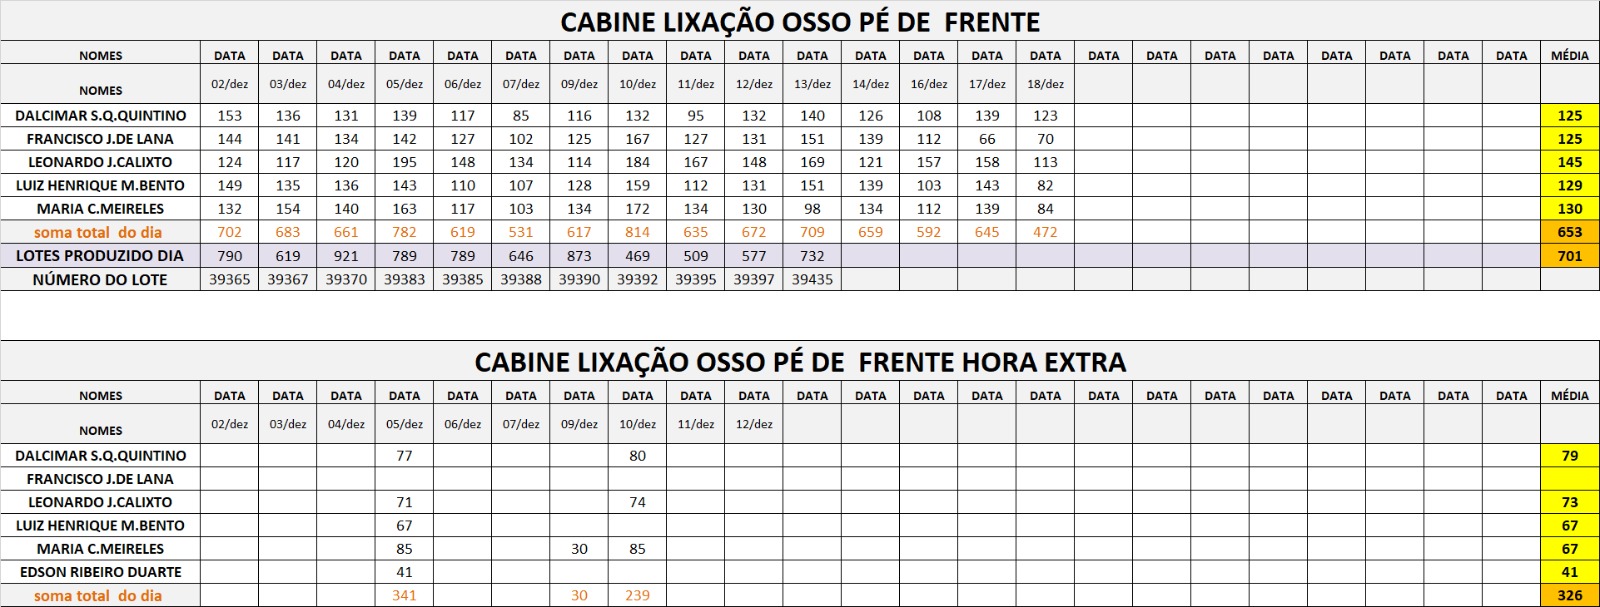 CABINE LIXAÇÃO OSSO PÉ DE FRENTE
NOMES DATA DATA DATA DATA DATA DATA DATA DATA DATA DATA DATA DATA DATA DATA DATA DATA DATA DATA DATA DATA DATA DATA DATA MÉDIA
NOMES 02/dez 03/dez 04/dez 05/dez 06/dez 07/dez 09/dez 10/dez 11/dez 12/dez 13/dez 14/dez 16/dez 17/dez 18/dez
DALCIMAR S.Q.QUINTINO 153 136 131 139 117 85 116 132 95 132 140 126 108 139 123 125
FRANCISCO J.DE LANA 144 141 134 142 127 102 125 167 127 131 151 139 112 66 70 125
LEONARDO J.CALIXTO 124 117 120 195 148 134 114 184 167 148 169 121 157 158 113 145
LUIZ HENRIQUE M.BENTO 149 135 136 143 110 107 128 159 112 131 151 139 103 143 82 129
MARIA C.MEIRELES 132 154 140 163 117 103 134 172 134 130 98 134 112 139 84 130
soma total do dia 702 683 661 782 619 531 617 814 635 672 709 659 592 645 472 653
LOTES PRODUZIDO DIA 790 619 921 789 789 646 873 469 509 577 732 701
NÚMERO DO LOTE 39365 39367 39370 39383 39385 39388 39390 39392 39395 39397 39435
CABINE LIXAÇÃO OSSO PÉ DE FRENTE HORA EXTRA
NOMES DATA DATA DATA DATA DATA DATA DATA DATA DATA DATA DATA DATA DATA DATA DATA DATA DATA DATA DATA DATA DATA DATA DATA MÉDIA
NOMES 02/dez 03/dez 04/dez 05/dez 06/dez 07/dez 09/dez 10/dez 11/dez 12/dez
DALCIMAR S.Q.QUINTINO 77 80 79
FRANCISCO J.DE LANA
LEONARDO J.CALIXTO 71 74 73
LUIZ HENRIQUE M.BENTO 67 67
MARIA C.MEIRELES 85 30 85 67
EDSON RIBEIRO DUARTE 41 41
soma total do dia 341 30 239 326